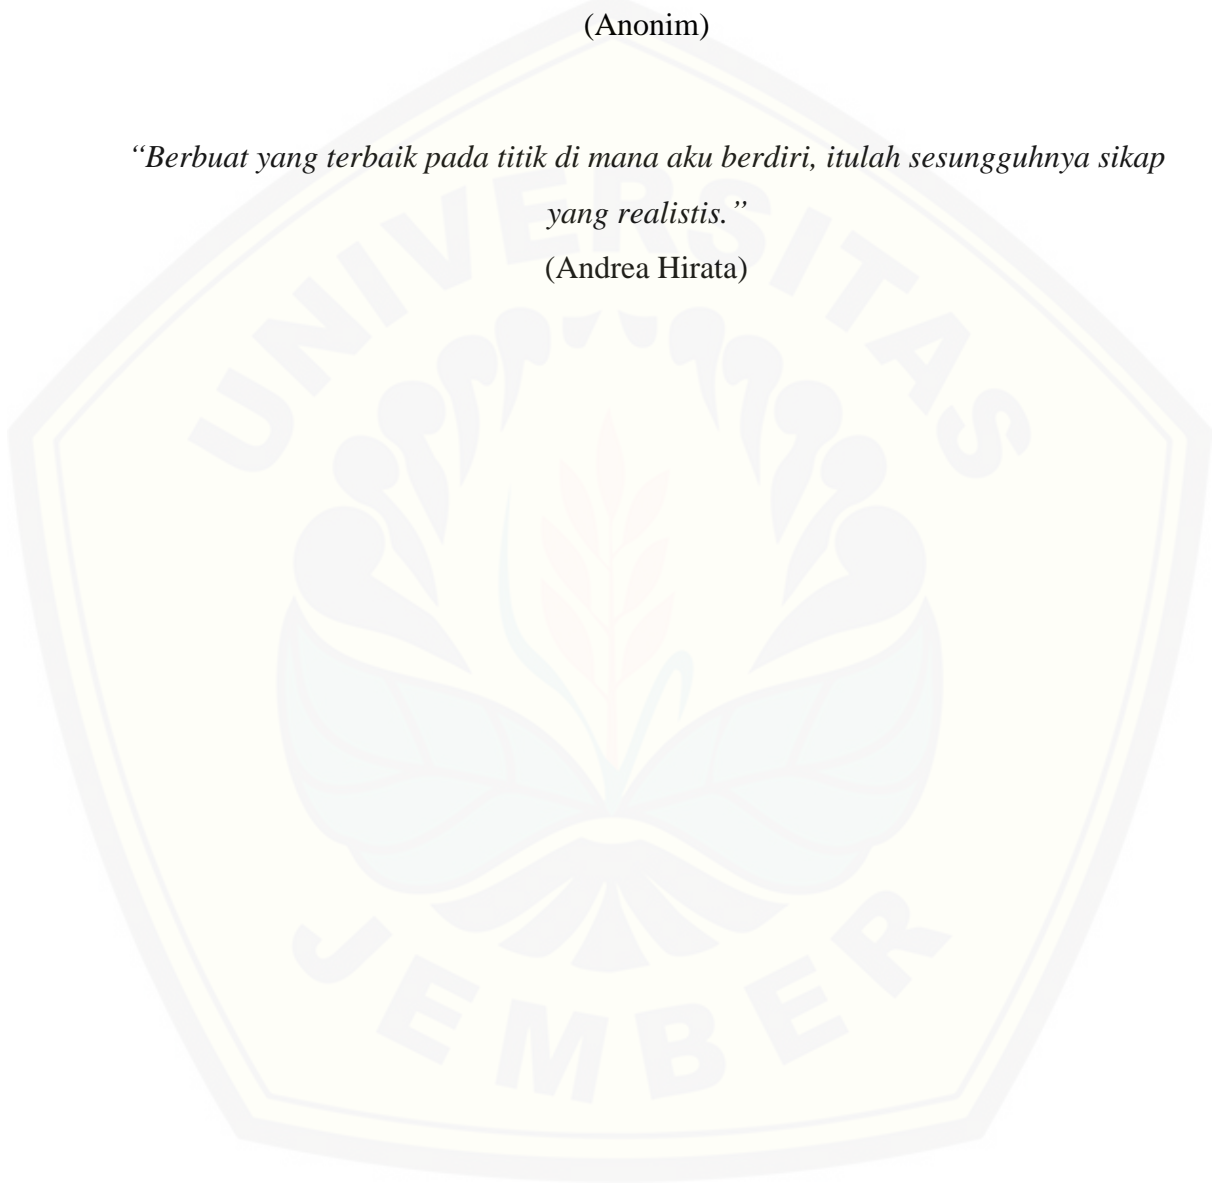 (Anonim)
“Berbuat yang terbaik pada titik di mana aku berdiri, itulah sesungguhnya sikap
yang realistis.”
(Andrea Hirata)
UNIVERSITAS
JEMBER